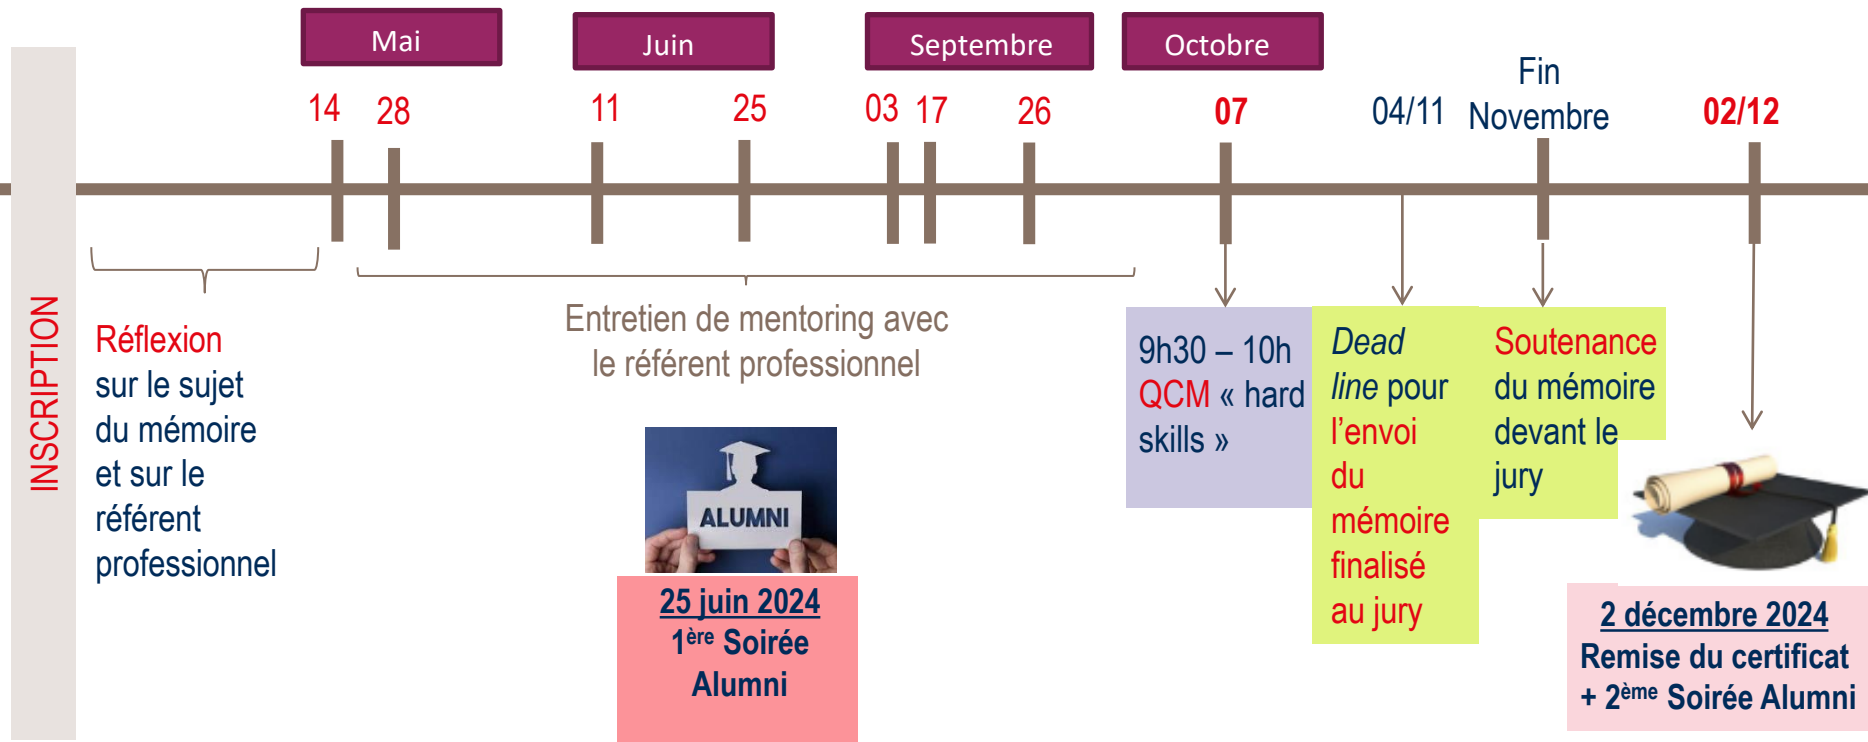 Mai
Juin
Septembre
Octobre
14
28
11
25
03
17
26
07
04/11
Fin
Novembre
02/12
INSCRIPTION
Réflexion
sur le sujet
du mémoire
et sur le
référent
professionnel
Entretien de mentoring avec
le référent professionnel
ALUMNI
25 juin 2024
1ère Soirée
Alumni
9h30 – 10h
QCM « hard
skills »
Dead
line pour
l'envoi
du
mémoire
finalisé
au jury
Soutenance
du mémoire
devant le
jury
2 décembre 2024
Remise du certificat
+ 2ème Soirée Alumni